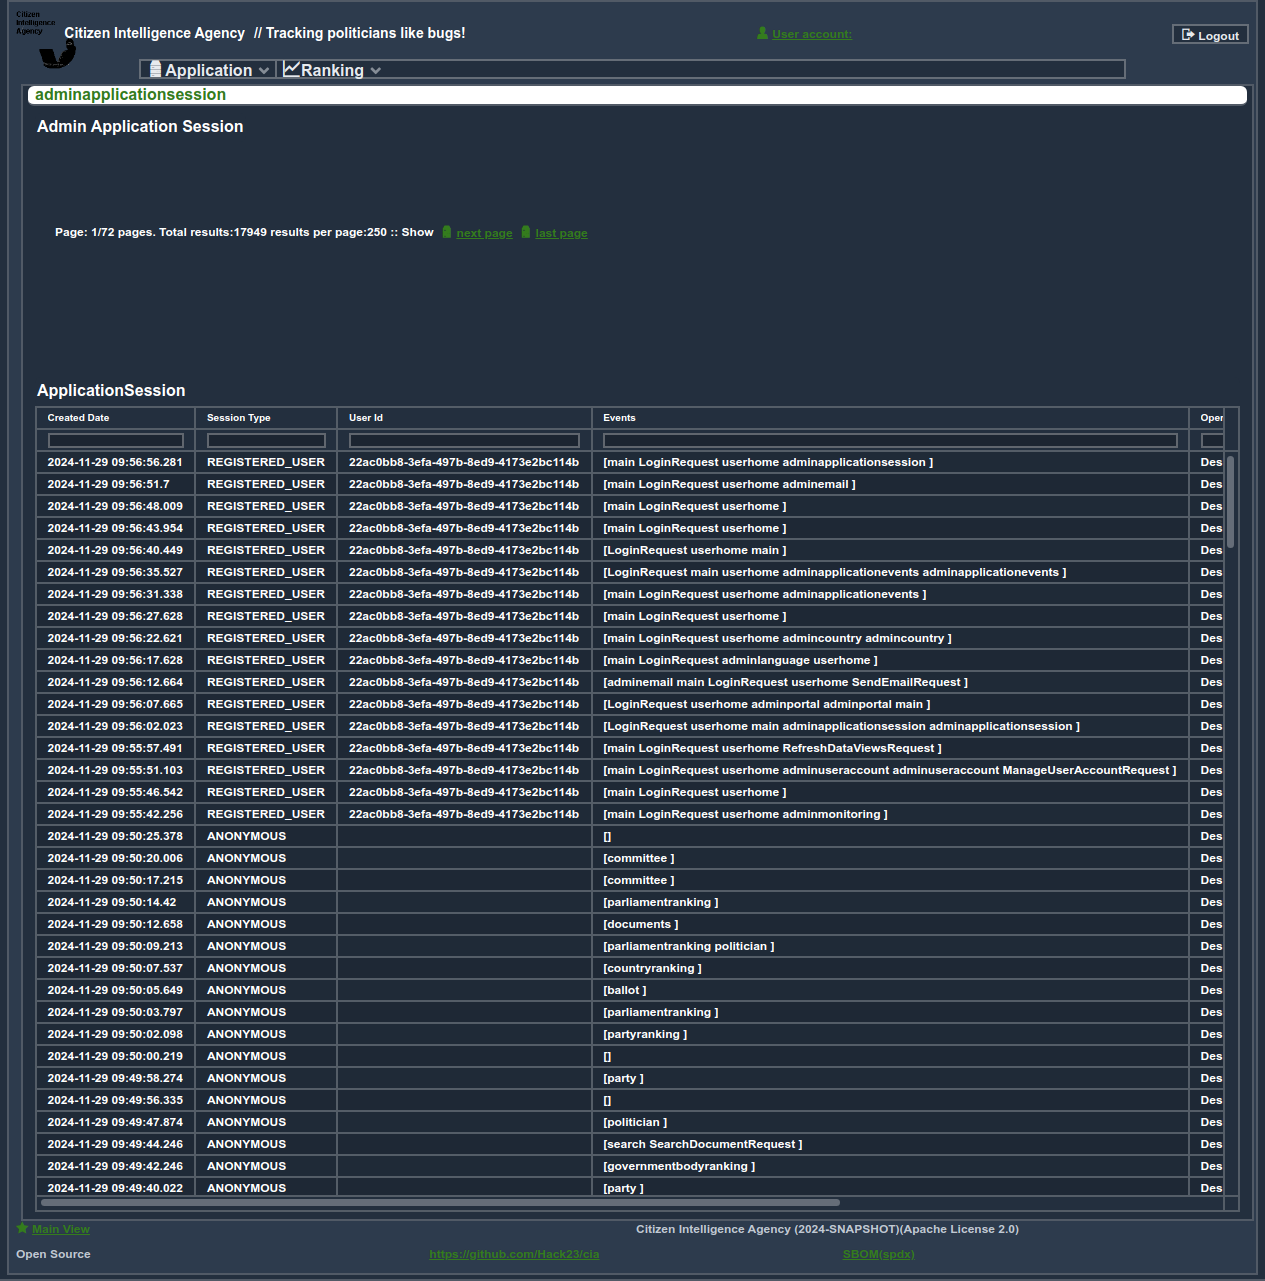 Citizen
Intelligence
Agency
Citizen Intelligence Agency // Tracking politicians like bugs!
User account:
Logout
Application Ranking
adminapplicationsession
Admin Application Session
Page: 1/72 pages. Total results:17949 results per page:250 :: Show next page last page
ApplicationSession
Created Date Session Type User Id Events Oper
2024-11-29 09:56:56.281 REGISTERED_USER 22ac0bb8-3efa-497b-8ed9-4173e2bc114b [main LoginRequest userhome adminapplicationsession ] Des
2024-11-29 09:56:51.7 REGISTERED_USER 22ac0bb8-3efa-497b-8ed9-4173e2bc114b [main LoginRequest userhome adminemail ] Des
2024-11-29 09:56:48.009 REGISTERED_USER 22ac0bb8-3efa-497b-8ed9-4173e2bc114b [main LoginRequest userhome ] Des
2024-11-29 09:56:43.954 REGISTERED_USER 22ac0bb8-3efa-497b-8ed9-4173e2bc114b [main LoginRequest userhome ] Des
2024-11-29 09:56:40.449 REGISTERED_USER 22ac0bb8-3efa-497b-8ed9-4173e2bc114b [LoginRequest userhome main ] Des
2024-11-29 09:56:35.527 REGISTERED_USER 22ac0bb8-3efa-497b-8ed9-4173e2bc114b [LoginRequest main userhome adminapplicationevents adminapplicationevents ] Des
2024-11-29 09:56:31.338 REGISTERED_USER 22ac0bb8-3efa-497b-8ed9-4173e2bc114b [main LoginRequest userhome adminapplicationevents ] Des
2024-11-29 09:56:27.628 REGISTERED_USER 22ac0bb8-3efa-497b-8ed9-4173e2bc114b [main LoginRequest userhome ] Des
2024-11-29 09:56:22.621 REGISTERED_USER 22ac0bb8-3efa-497b-8ed9-4173e2bc114b [main LoginRequest userhome admincountry admincountry ] Des
2024-11-29 09:56:17.628 REGISTERED_USER 22ac0bb8-3efa-497b-8ed9-4173e2bc114b [main LoginRequest adminlanguage userhome ] Des
2024-11-29 09:56:12.664 REGISTERED_USER 22ac0bb8-3efa-497b-8ed9-4173e2bc114b [adminemail main LoginRequest userhome SendEmailRequest ] Des
2024-11-29 09:56:07.665 REGISTERED_USER 22ac0bb8-3efa-497b-8ed9-4173e2bc114b [LoginRequest userhome adminportal adminportal main ] Des
2024-11-29 09:56:02.023 REGISTERED_USER 22ac0bb8-3efa-497b-8ed9-4173e2bc114b [LoginRequest userhome main adminapplicationsession adminapplicationsession ] Des
2024-11-29 09:55:57.491 REGISTERED_USER 22ac0bb8-3efa-497b-8ed9-4173e2bc114b [main LoginRequest userhome RefreshDataViewsRequest ] Des
2024-11-29 09:55:51.103 REGISTERED_USER 22ac0bb8-3efa-497b-8ed9-4173e2bc114b [main LoginRequest userhome adminuseraccount adminuseraccount ManageUserAccountRequest ] Des
2024-11-29 09:55:46.542 REGISTERED_USER 22ac0bb8-3efa-497b-8ed9-4173e2bc114b [main LoginRequest userhome ] Des
2024-11-29 09:55:42.256 REGISTERED_USER 22ac0bb8-3efa-497b-8ed9-4173e2bc114b [main LoginRequest userhome adminmonitoring ] Des
2024-11-29 09:50:25.378 ANONYMOUS [] Des
2024-11-29 09:50:20.006 ANONYMOUS [committee ] Des
2024-11-29 09:50:17.215 ANONYMOUS [committee ] Des
2024-11-29 09:50:14.42 ANONYMOUS [parliamentranking ] Des
2024-11-29 09:50:12.658 ANONYMOUS [documents ] Des
2024-11-29 09:50:09.213 ANONYMOUS [parliamentranking politician ] Des
2024-11-29 09:50:07.537 ANONYMOUS [countryranking ] Des
2024-11-29 09:50:05.649 ANONYMOUS [ballot ] Des
2024-11-29 09:50:03.797 ANONYMOUS [parliamentranking ] Des
2024-11-29 09:50:02.098 ANONYMOUS [partyranking ] Des
2024-11-29 09:50:00.219 ANONYMOUS [] Des
2024-11-29 09:49:58.274 ANONYMOUS [party ] Des
2024-11-29 09:49:56.335 ANONYMOUS [] Des
2024-11-29 09:49:47.874 ANONYMOUS [politician ] Des
2024-11-29 09:49:44.246 ANONYMOUS [search SearchDocumentRequest ] Des
2024-11-29 09:49:42.246 ANONYMOUS [governmentbodyranking ] Des
2024-11-29 09:49:40.022 ANONYMOUS [party ] Des
Main View Citizen Intelligence Agency (2024-SNAPSHOT)(Apache License 2.0)
Open Source https://github.com/Hack23/cia SBOM(spdx)